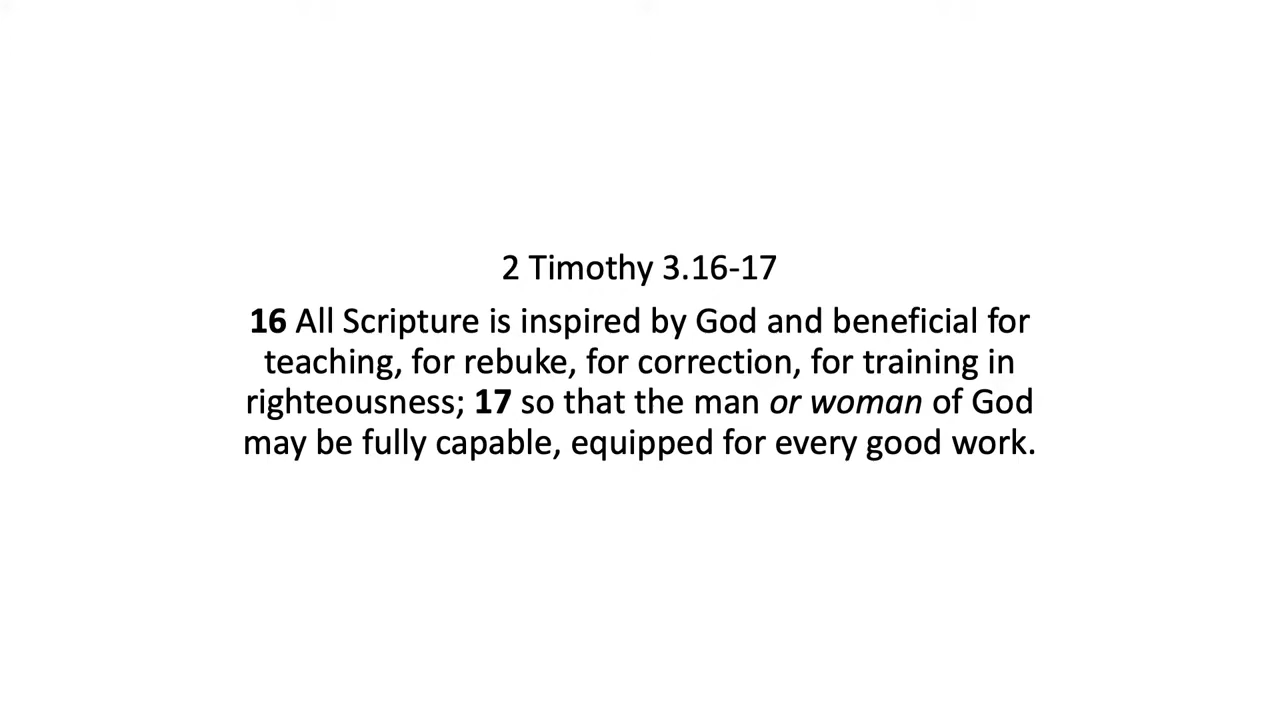 2 Timothy 3.16-17
16 All Scripture is inspired by God and beneficial for
teaching, for rebuke, for correction, for training in
righteousness; 17 so that the man or woman of God
may be fully capable, equipped for every good work.